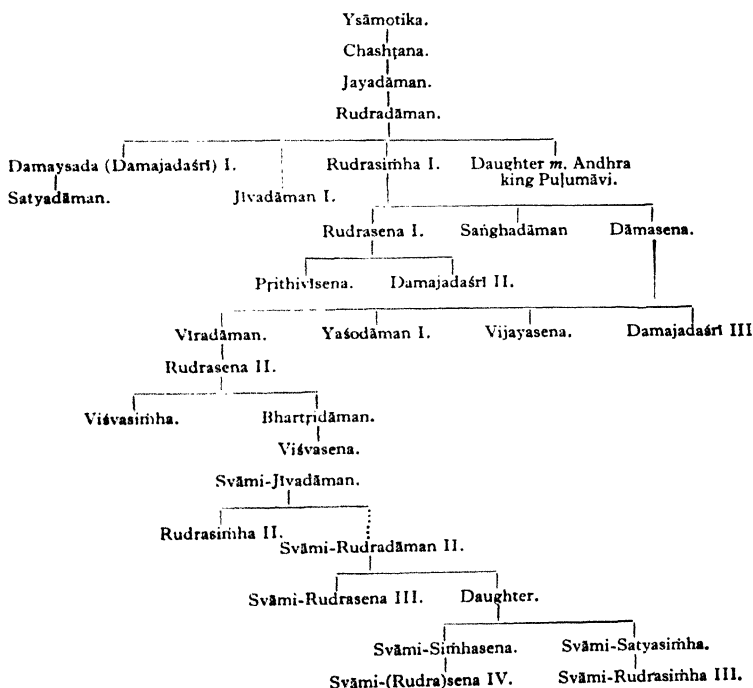 Ysāmotika.
Chashṭana.
Jayadāman.
Rudradāman.
Damaysada (Damajadaśrī) I. Rudrasiṁha I. Daughter m. Andhra
king Puḷumāvi.
Satyadāman. Jīvadāman I.
Rudrasena I. Saṅghadāman Dāmasena.
Pṛithivīsena. Damajadaśrī II.
Vīradāman. Yaśodāman I. Vijayasena. Damajadaśrī III
Rudrasena II.
Viśvasiṁha. Bhartṛidāman.
Viśvasena.
Svāmi-Jīvadāman.
Rudrasiṁha II.
Svāmi-Rudradāman II.
Svāmi-Rudrasena III. Daughter.
Svāmi-Siṁhasena. Svāmi-Satyasiṁha.
Svāmi-(Rudra)sena IV. Svāmi-Rudrasiṁha III.